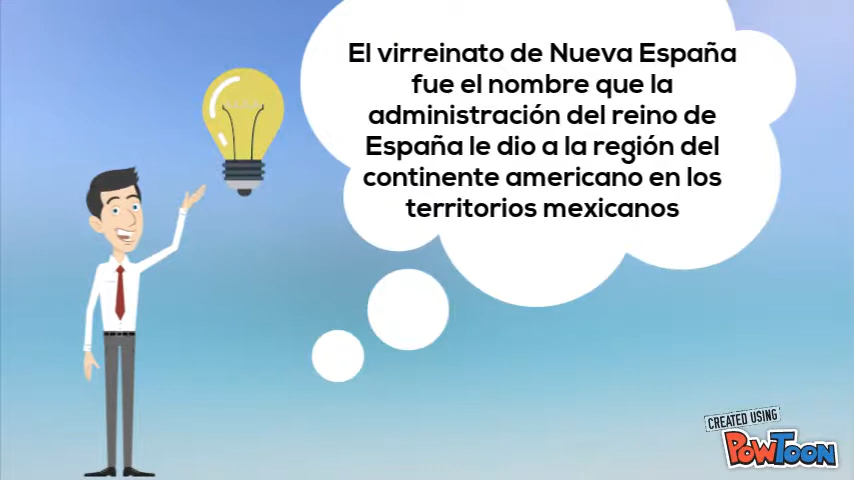 El virreinato de Nueva España
fue el nombre que la
administración del reino de
España le dio a la región del
continente americano en los
territorios mexicanos
CREATED USING
POWTOON